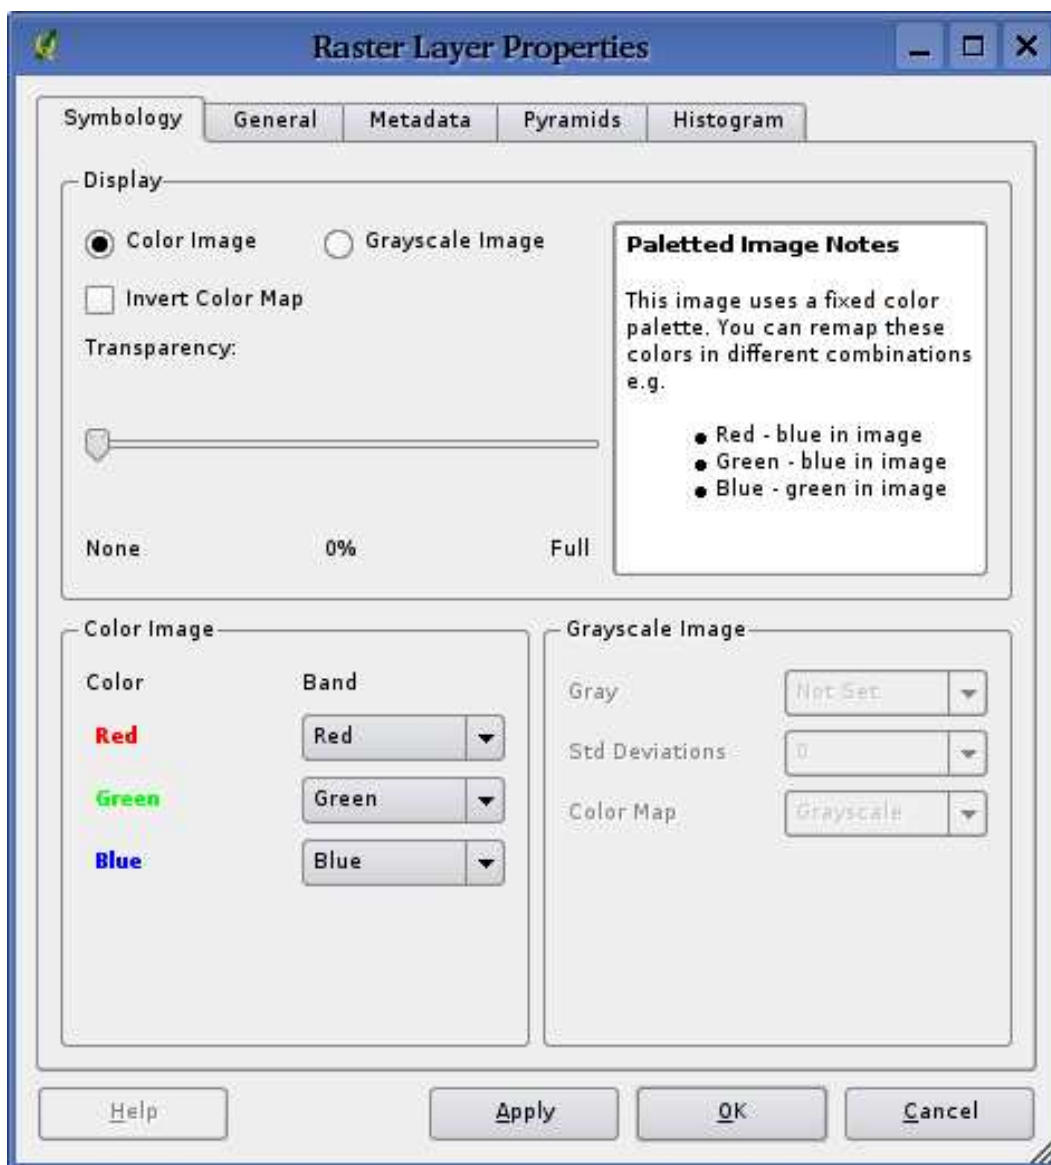 Raster Layer Properties
Symbology General Metadata Pyramids Histogram
Display
Color Image Grayscale Image
Invert Color Map
Transparency:
None 0% Full
Paletted Image Notes
This image uses a fixed color
palette. You can remap these
colors in different combinations
e.g.
• Red - blue in image
• Green - blue in image
• Blue - green in image
Color Image
Color Band
Red Red
Green Green
Blue Blue
Grayscale Image
Gray Not Set
Std Deviations 0
Color Map Grayscale
Help Apply OK Cancel